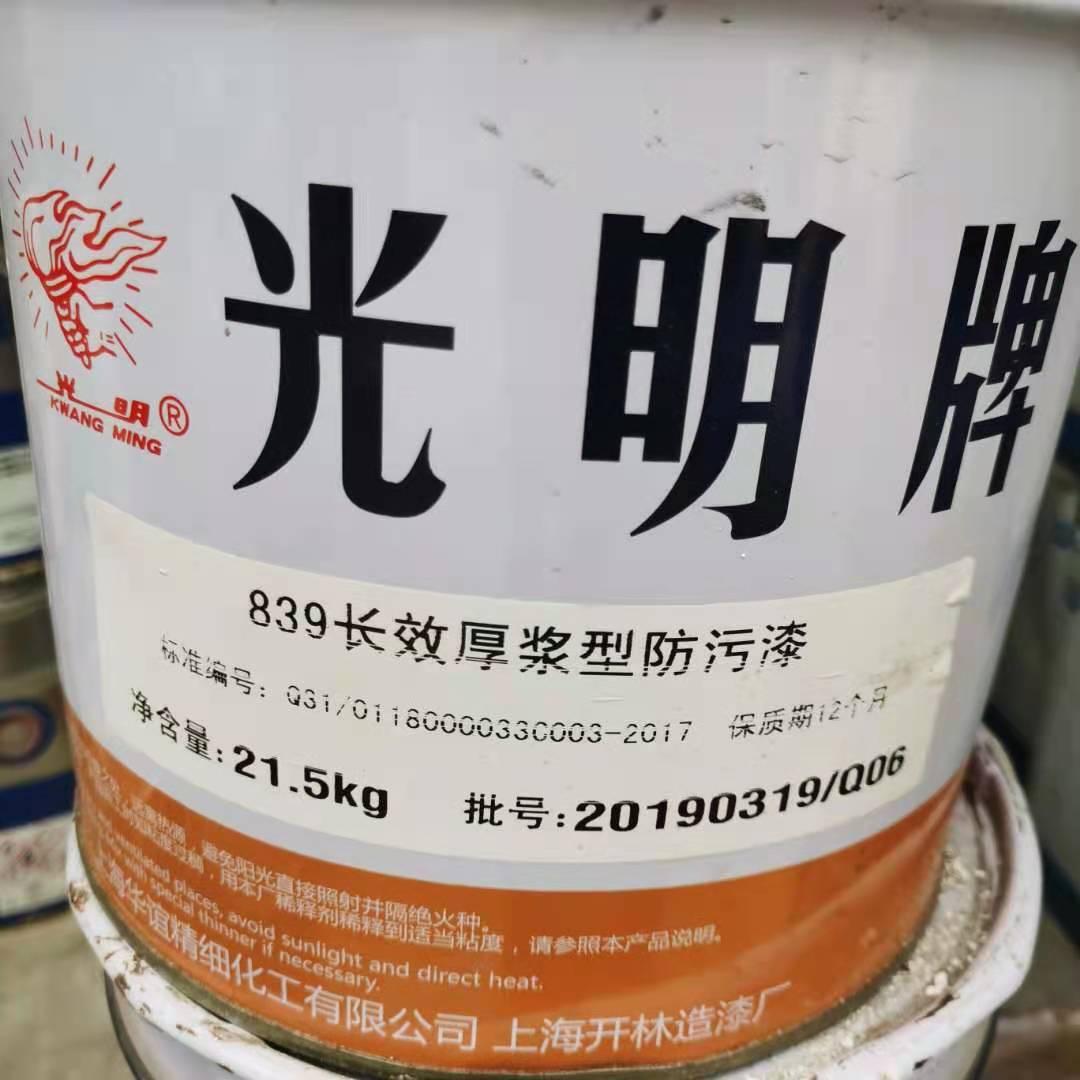 光明牌
光明®
KWANG MING
839长效厚浆型防污漆
标准编号: Q31/0118000033C003-2017 保质期12个月
净含量: 21.5kg 批号: 20190319/Q06
避免阳光直接照射并隔绝火种。
用本厂稀释剂稀释到适当粘度，请参照本产品说明。
ventilated places, avoid sunlight and direct heat.
with special thinner if necessary.
华谊精细化工有限公司 上海开林造漆厂